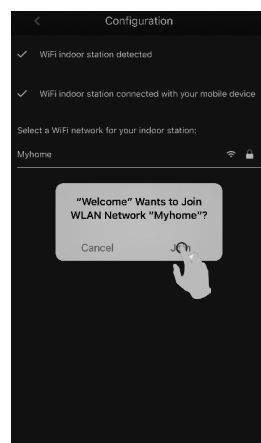 Configuration
WiFi indoor station detected
WiFi indoor station connected with your mobile device
Select a WiFi network for your indoor station:
Myhome
“Welcome” Wants to Join
WLAN Network “Myhome”?
Cancel Join